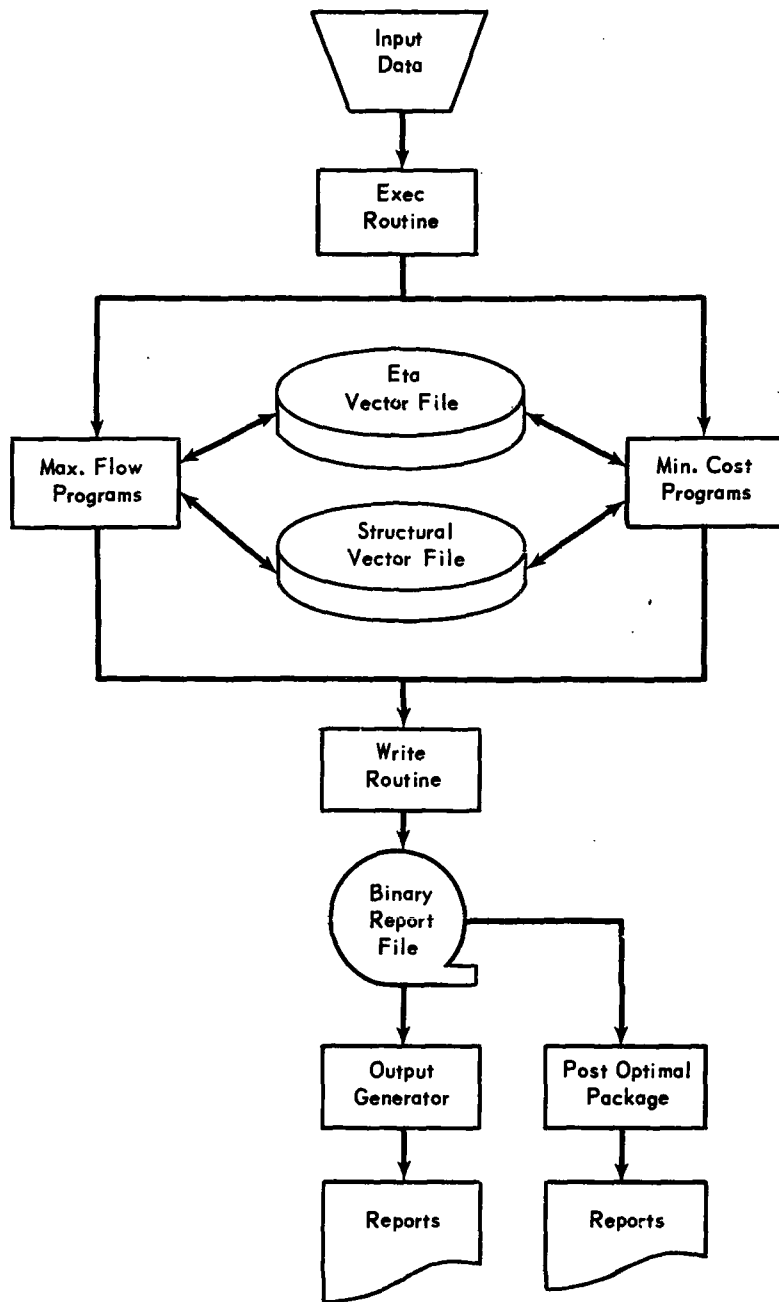 Input
Data
Exec
Routine
Eta
Vector File
Max. Flow
Programs
Min. Cost
Programs
Structural
Vector File
Write
Routine
Binary
Report
File
Output
Generator
Post Optimal
Package
Reports
Reports